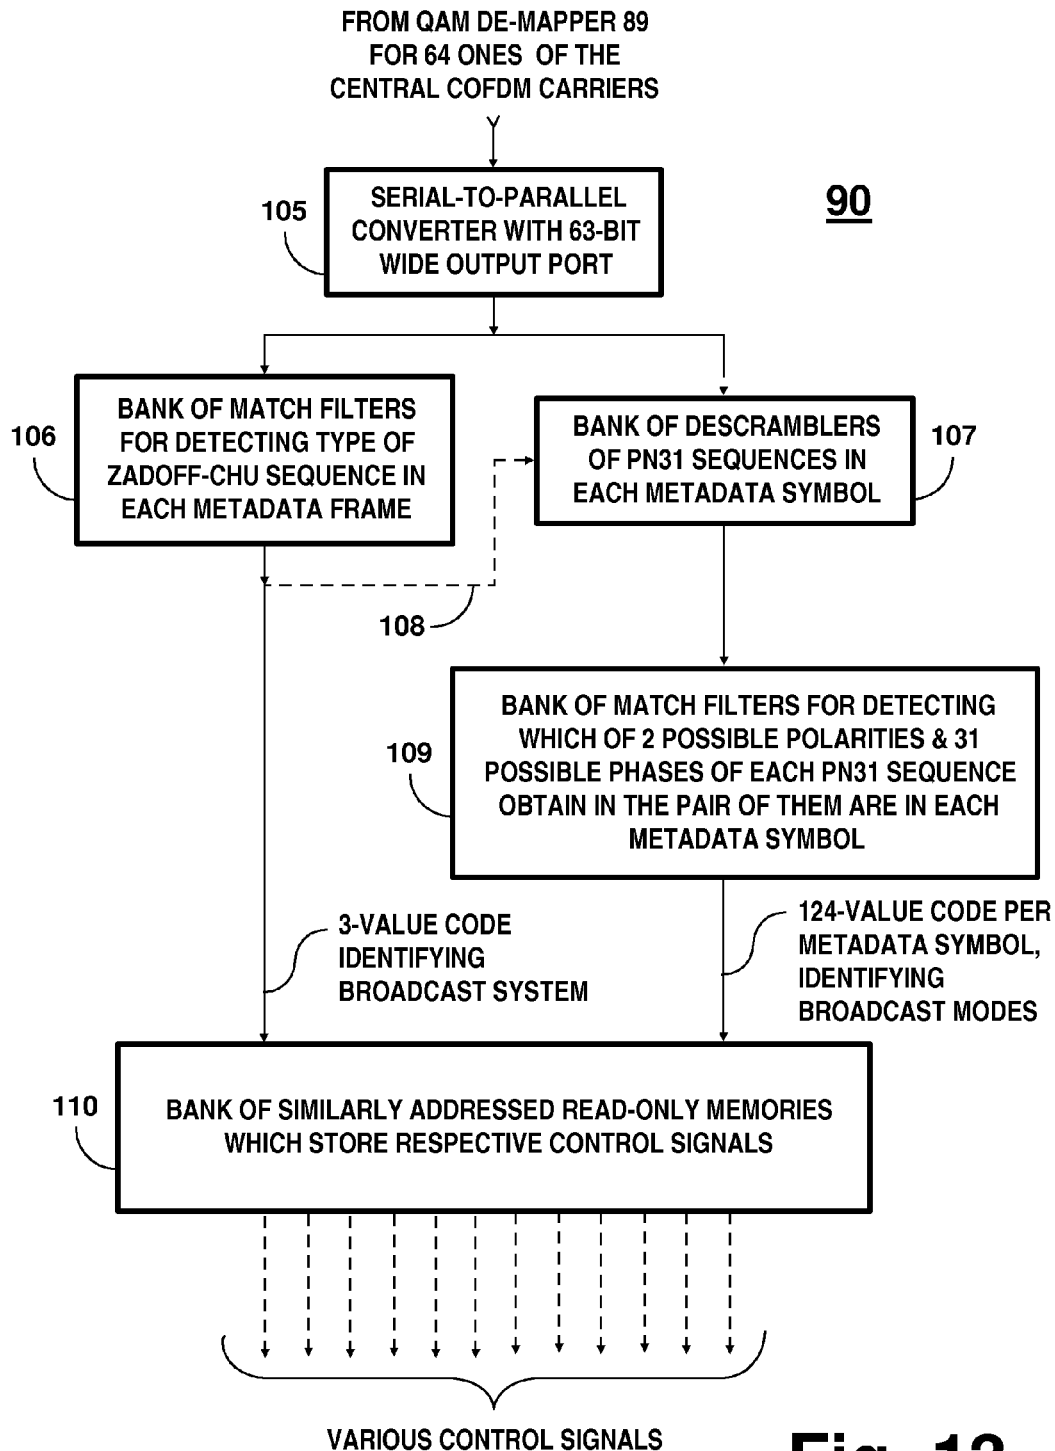 FROM QAM DE-MAPPER 89
FOR 64 ONES OF THE
CENTRAL COFDM CARRIERS
90
SERIAL-TO-PARALLEL
CONVERTER WITH 63-BIT
WIDE OUTPUT PORT
105
BANK OF MATCH FILTERS
FOR DETECTING TYPE OF
ZADOFF-CHU SEQUENCE IN
EACH METADATA FRAME
106
BANK OF DESCRAMBLERS
OF PN31 SEQUENCES IN
EACH METADATA SYMBOL
107
108
BANK OF MATCH FILTERS FOR DETECTING
WHICH OF 2 POSSIBLE POLARITIES & 31
POSSIBLE PHASES OF EACH PN31 SEQUENCE
OBTAIN IN THE PAIR OF THEM ARE IN EACH
METADATA SYMBOL
109
3-VALUE CODE
IDENTIFYING
BROADCAST SYSTEM
124-VALUE CODE PER
METADATA SYMBOL,
IDENTIFYING
BROADCAST MODES
110
BANK OF SIMILARLY ADDRESSED READ-ONLY MEMORIES
WHICH STORE RESPECTIVE CONTROL SIGNALS
VARIOUS CONTROL SIGNALS